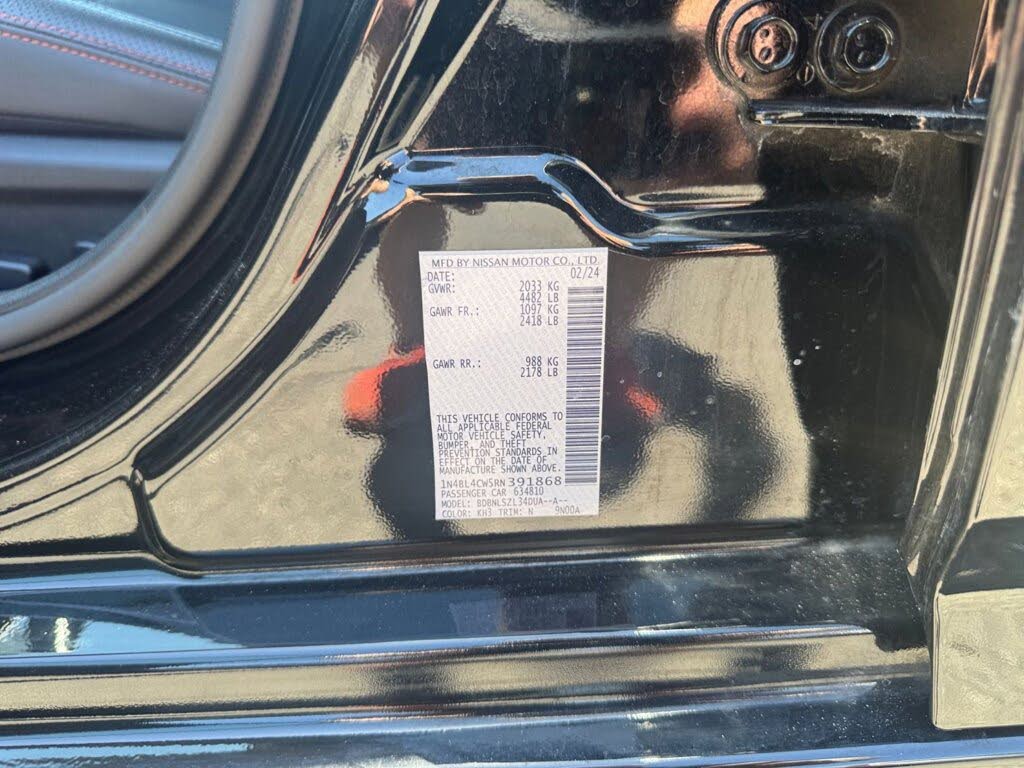 MFD BY NISSAN MOTOR CO., LTD
DATE: 02/24
GVWR: 2033 KG
4482 LB
GAWR FR.: 1097 KG
2418 LB
GAWR RR.: 988 KG
2178 LB
THIS VEHICLE CONFORMS TO
ALL APPLICABLE FEDERAL
MOTOR VEHICLE SAFETY,
BUMPER, AND THEFT
PREVENTION STANDARDS IN
EFFECT ON THE DATE OF
MANUFACTURE SHOWN ABOVE.
1N4BL4CW5RN391868
PASSENGER CAR 634810
MODEL: BDBNLSZL34DUA--A--
COLOR: KH3 TRIM: N 9N00A